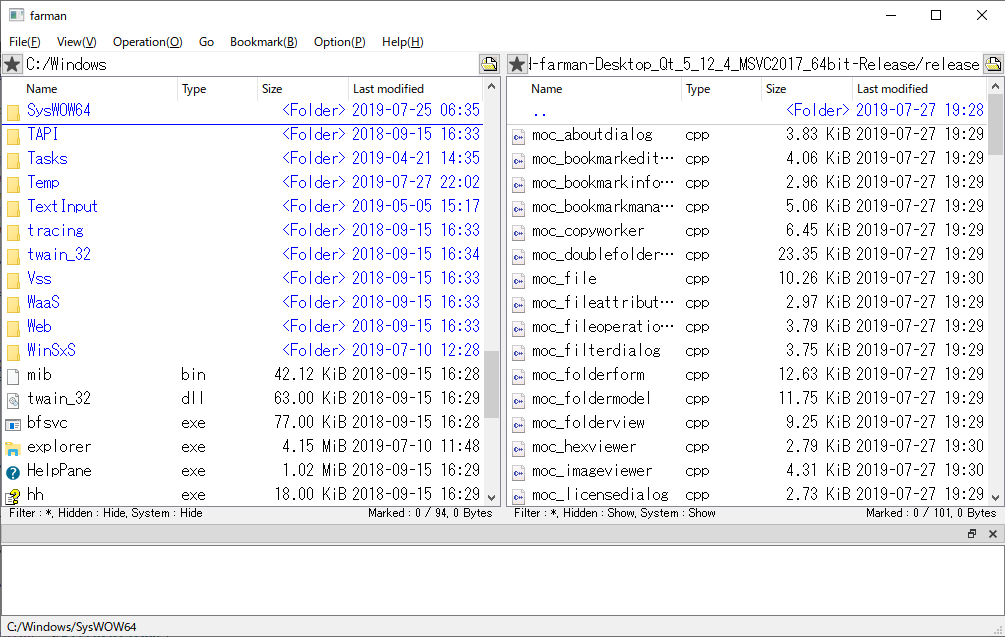 farman
File(F) View(V) Operation(O) Go Bookmark(B) Option(P) Help(H)
C:/Windows
Name Type Size Last modified
SysWOW64 <Folder> 2019-07-25 06:35
TAPI <Folder> 2018-09-15 16:33
Tasks <Folder> 2019-04-21 14:35
Temp <Folder> 2019-07-27 22:02
TextInput <Folder> 2019-05-05 15:17
tracing <Folder> 2018-09-15 16:33
twain_32 <Folder> 2018-09-15 16:34
Vss <Folder> 2018-09-15 16:33
WaaS <Folder> 2018-09-15 16:33
Web <Folder> 2018-09-15 16:33
WinSxS <Folder> 2019-07-10 12:28
mib bin 42.12 KiB 2018-09-15 16:28
twain_32 dll 63.00 KiB 2018-09-15 16:29
bfsvc exe 77.00 KiB 2018-09-15 16:28
explorer exe 4.15 MiB 2019-07-10 11:48
HelpPane exe 1.02 MiB 2018-09-15 16:29
hh exe 18.00 KiB 2018-09-15 16:29
Filter : *, Hidden : Hide, System : Hide Marked : 0 / 94, 0 Bytes
d-farman-Desktop_Qt_5_12_4_MSVC2017_64bit-Release/release
Name Type Size Last modified
.. <Folder> 2019-07-27 19:28
moc_aboutdialog cpp 3.83 KiB 2019-07-27 19:29
moc_bookmarkedit… cpp 4.06 KiB 2019-07-27 19:29
moc_bookmarkinfo… cpp 2.96 KiB 2019-07-27 19:29
moc_bookmarkmana… cpp 5.06 KiB 2019-07-27 19:29
moc_copyworker cpp 6.45 KiB 2019-07-27 19:29
moc_doublefolder… cpp 23.35 KiB 2019-07-27 19:29
moc_file cpp 10.26 KiB 2019-07-27 19:30
moc_fileattribut… cpp 2.97 KiB 2019-07-27 19:29
moc_fileoperatio… cpp 3.79 KiB 2019-07-27 19:29
moc_filterdialog cpp 3.75 KiB 2019-07-27 19:29
moc_folderform cpp 12.63 KiB 2019-07-27 19:29
moc_foldermodel cpp 11.75 KiB 2019-07-27 19:29
moc_folderview cpp 9.25 KiB 2019-07-27 19:29
moc_hexviewer cpp 2.79 KiB 2019-07-27 19:30
moc_imageviewer cpp 4.31 KiB 2019-07-27 19:30
moc_licensedialog cpp 2.73 KiB 2019-07-27 19:29
Filter : *, Hidden : Show, System : Show Marked : 0 / 101, 0 Bytes
C:/Windows/SysWOW64